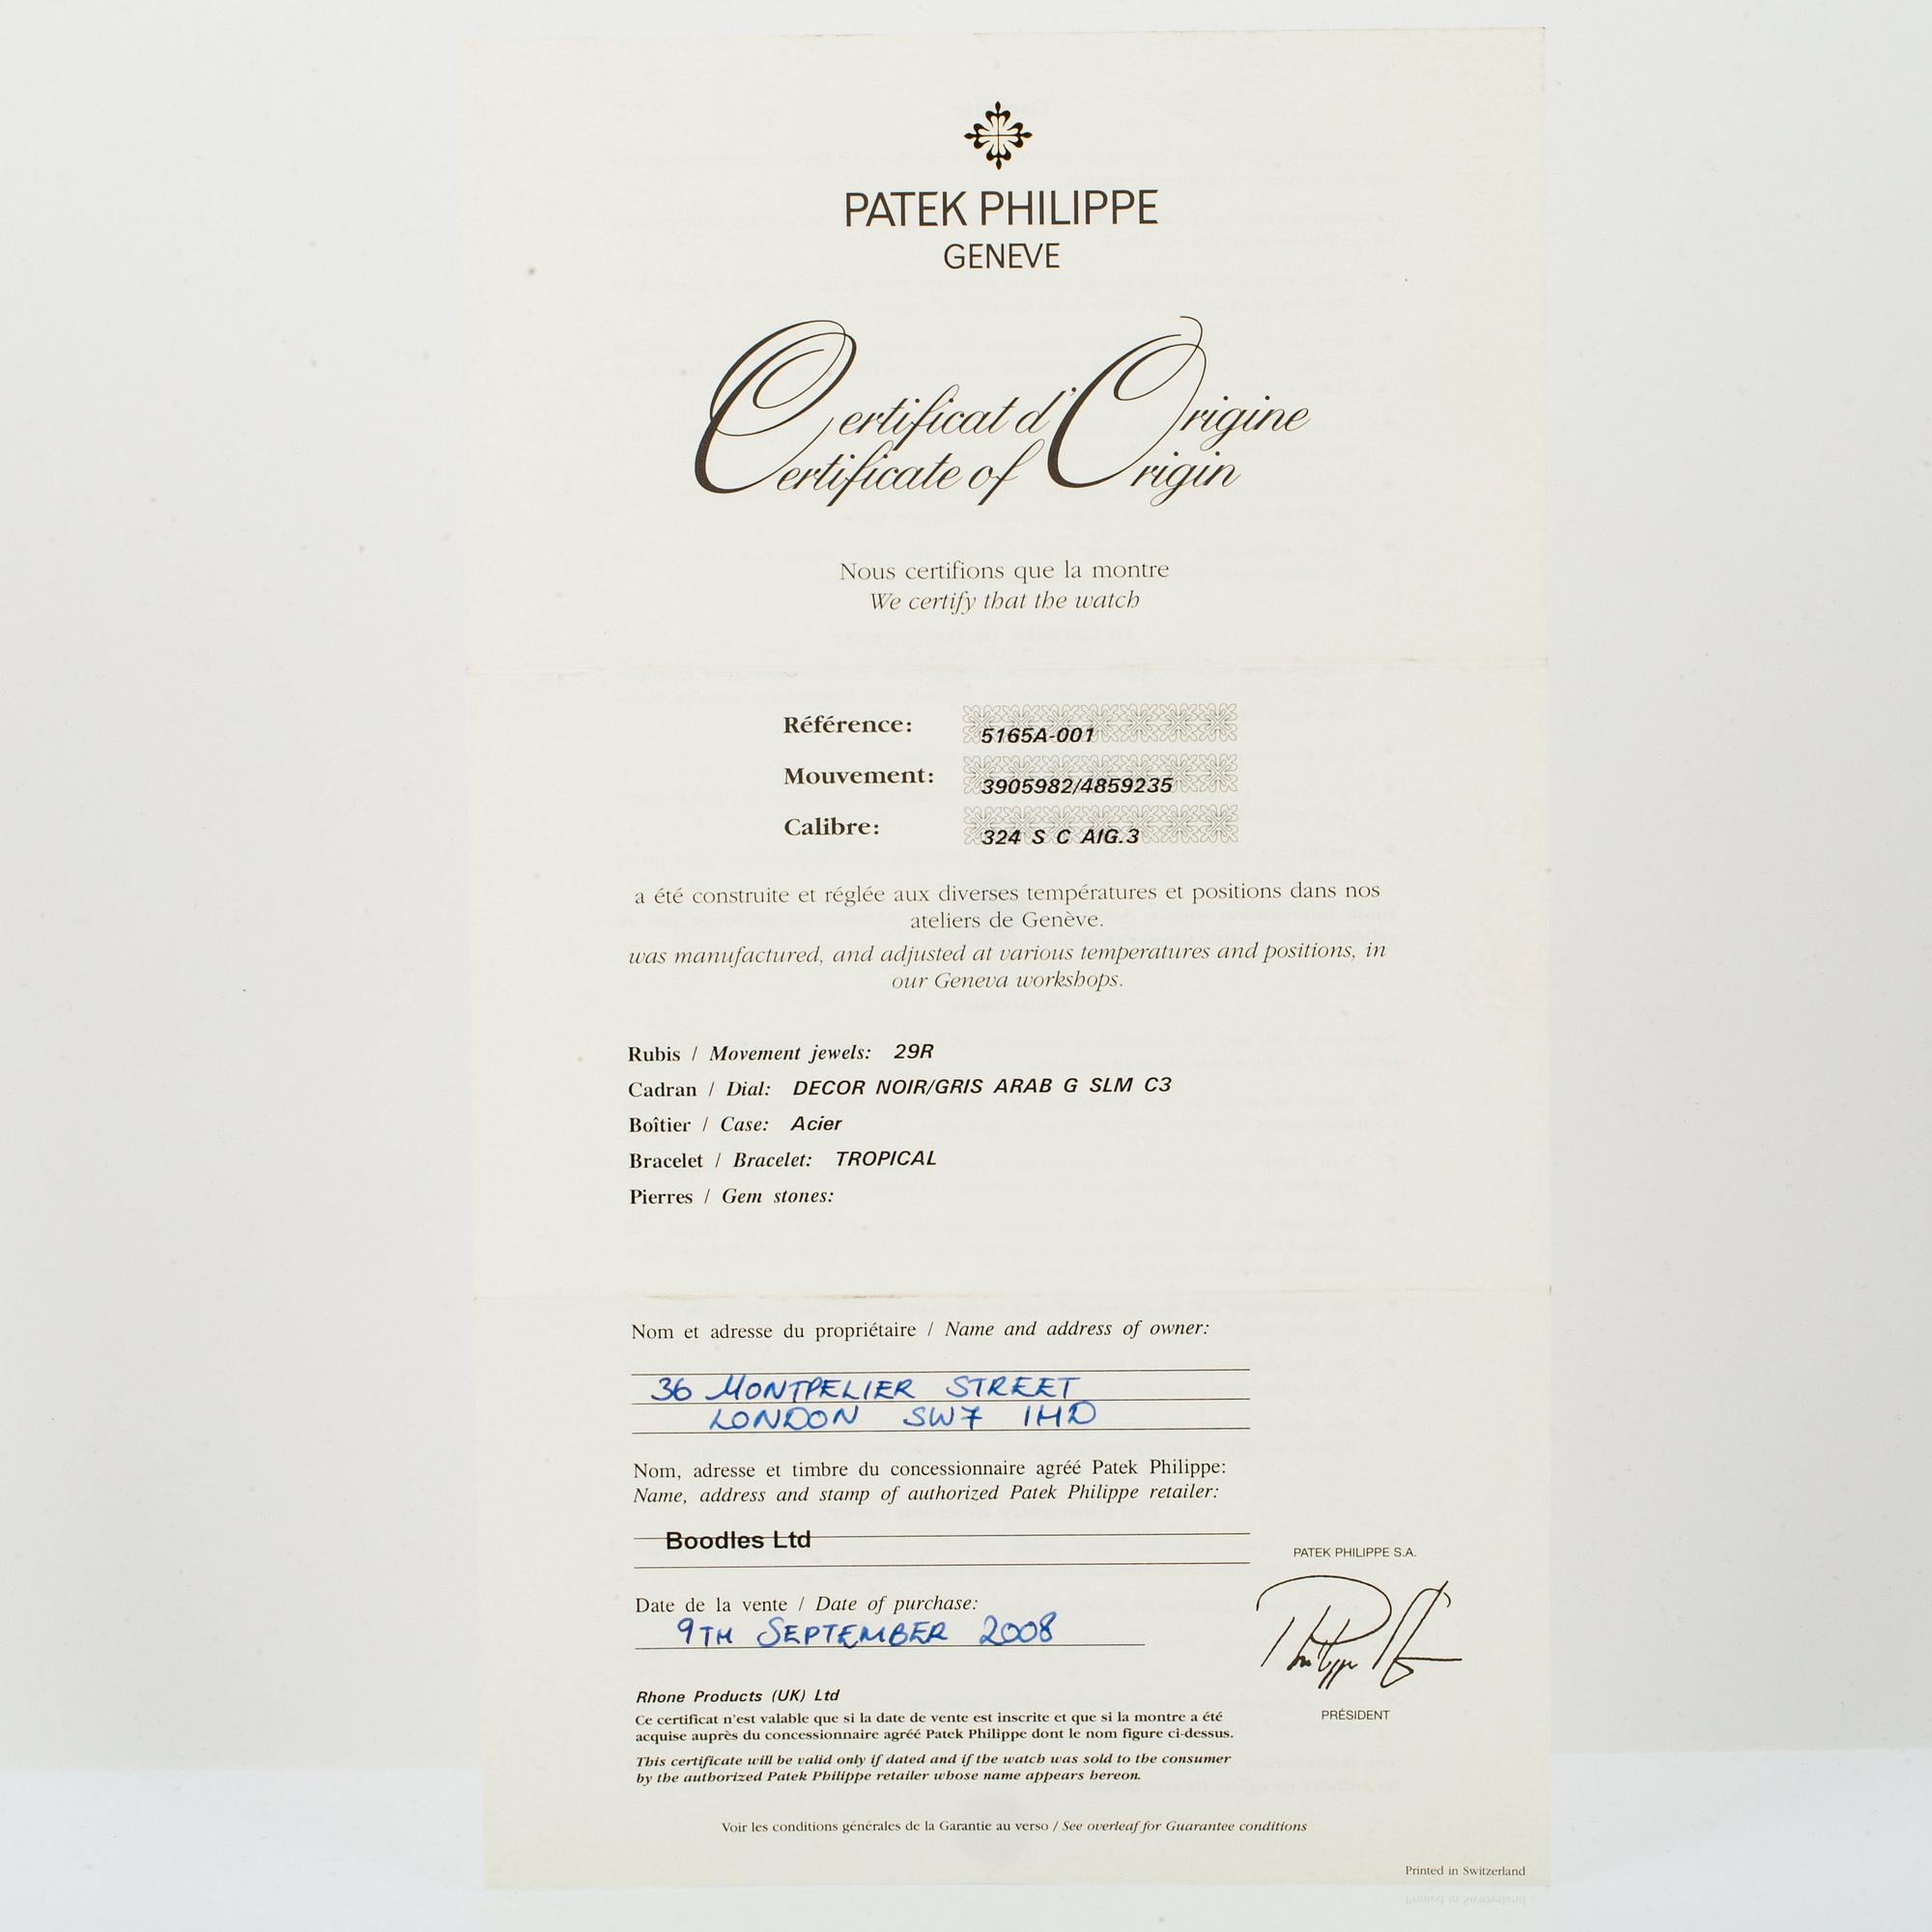 PATEK PHILIPPE
GENEVE
Certificat d'Origine
Certificate of Origin
Nous certifions que la montre
We certify that the watch
Référence: 5165A-001
Mouvement: 3905982/4859235
Calibre: 324 S C AIG.3
a été construite et réglée aux diverses températures et positions dans nos
ateliers de Genève.
was manufactured, and adjusted at various temperatures and positions, in
our Geneva workshops.
Rubis / Movement jewels: 29R
Cadran / Dial: DECOR NOIR/GRIS ARAB G SLM C3
Boîtier / Case: Acier
Bracelet / Bracelet: TROPICAL
Pierres / Gem stones:
Nom et adresse du propriétaire / Name and address of owner:
36 MONTPELIER STREET
LONDON SW7 1HD
Nom, adresse et timbre du concessionnaire agréé Patek Philippe:
Name, address and stamp of authorized Patek Philippe retailer:
Boodles Ltd
PATEK PHILIPPE S.A.
Date de la vente / Date of purchase:
9TH SEPTEMBER 2008
PRÉSIDENT
Rhone Products (UK) Ltd
Ce certificat n'est valable que si la date de vente est inscrite et que si la montre a été
acquise auprès du concessionnaire agréé Patek Philippe dont le nom figure ci-dessus.
This certificate will be valid only if dated and if the watch was sold to the consumer
by the authorized Patek Philippe retailer whose name appears hereon.
Voir les conditions générales de la Garantie au verso / See overleaf for Guarantee conditions
Printed in Switzerland